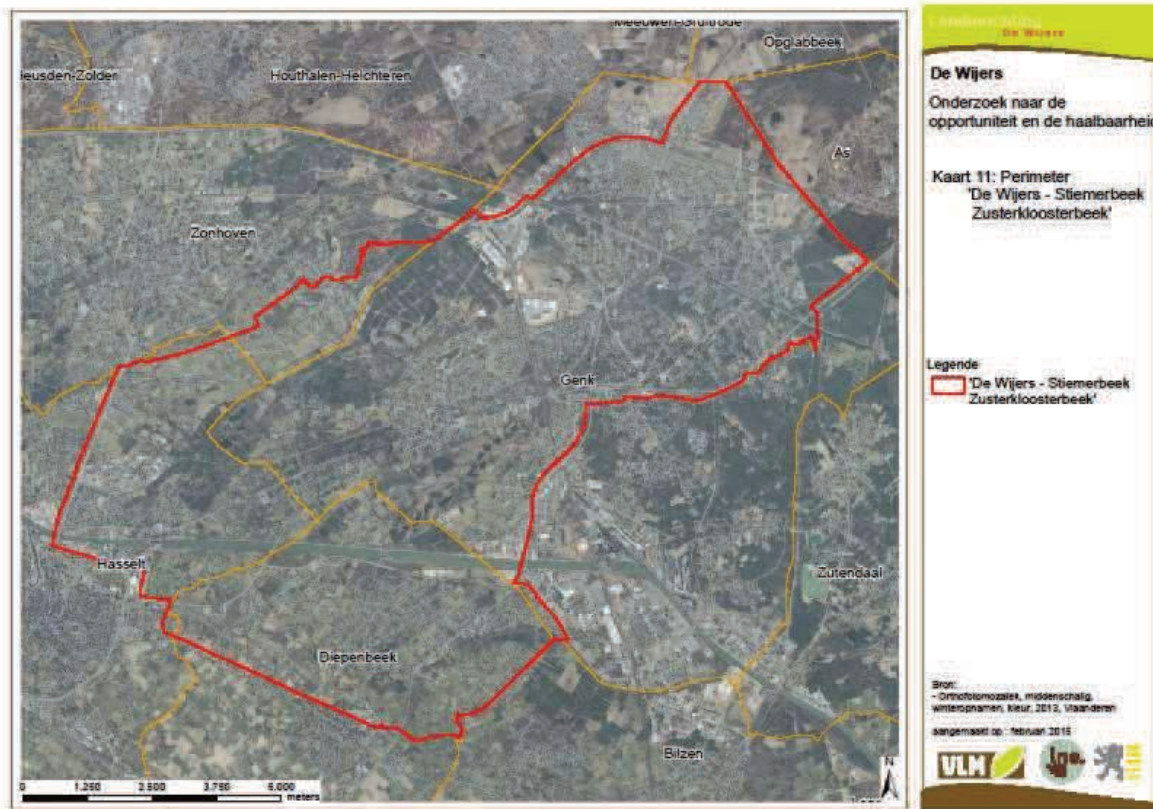 Meeuwen-Gruitrode
Opglabbeek
Heusden-Zolder
Houthalen-Helchteren
As
Zonhoven
Genk
Hasselt
Zutendaal
Diepenbeek
Bilzen
0 1.250 2.500 3.750 5.000
meters
N
Landinrichting
De Wijers
De Wijers
Onderzoek naar de
opportuniteit en de haalbaarheid
Kaart 11: Perimeter
'De Wijers - Stiemerbeek
Zusterkloosterbeek'
Legende
'De Wijers - Stiemerbeek
Zusterkloosterbeek'
Bron:
- Orthofotomozaïek, middenschalig,
winteropnamen, kleur, 2013, Vlaanderen
aangemaakt op : februari 2015
VLM